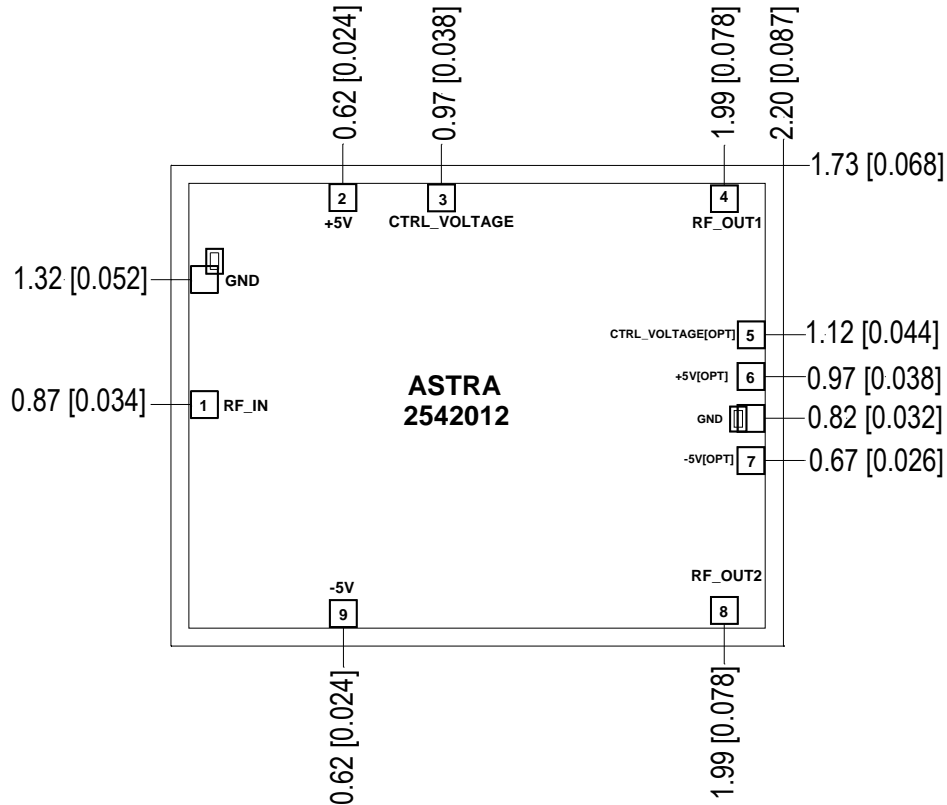 0.62 [0.024]
0.97 [0.038]
1.99 [0.078]
2.20 [0.087]
1.73 [0.068]
2
3
4
+5V
CTRL_VOLTAGE
RF_OUT1
1.32 [0.052]
GND
CTRL_VOLTAGE[OPT]
5
1.12 [0.044]
+5V[OPT]
6
0.97 [0.038]
ASTRA
2542012
0.87 [0.034]
1
RF_IN
GND
0.82 [0.032]
-5V[OPT]
7
0.67 [0.026]
-5V
RF_OUT2
9
8
0.62 [0.024]
1.99 [0.078]